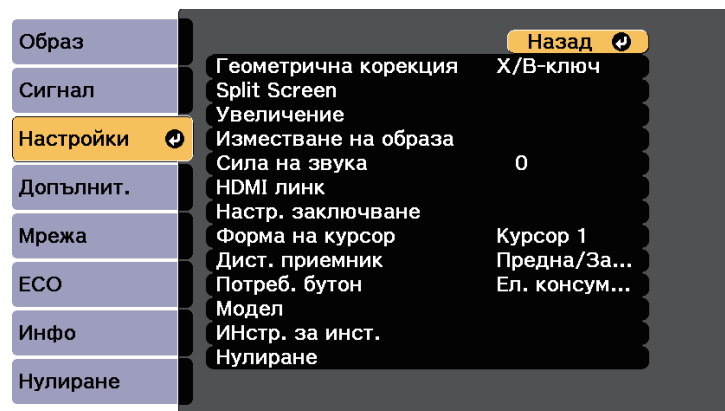 Образ
Сигнал
Настройки
Допълнит.
Мрежа
ECO
Инфо
Нулиране
Назад
Геометрична корекция Х/В-ключ
Split Screen
Увеличение
Изместване на образа
Сила на звука 0
HDMI линк
Настр. заключване
Форма на курсор Курсор 1
Дист. приемник Предна/За...
Потреб. бутон Ел. консум...
Модел
ИНстр. за инст.
Нулиране